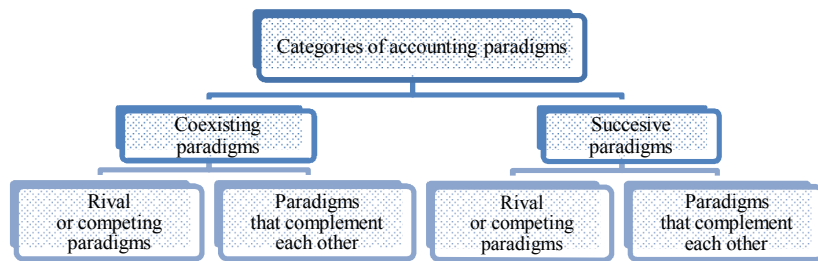 Categories of accounting paradigms
Coexisting
paradigms
Succesive
paradigms
Rival
or competing
paradigms
Paradigms
that complement
each other
Rival
or competing
paradigms
Paradigms
that complement
each other